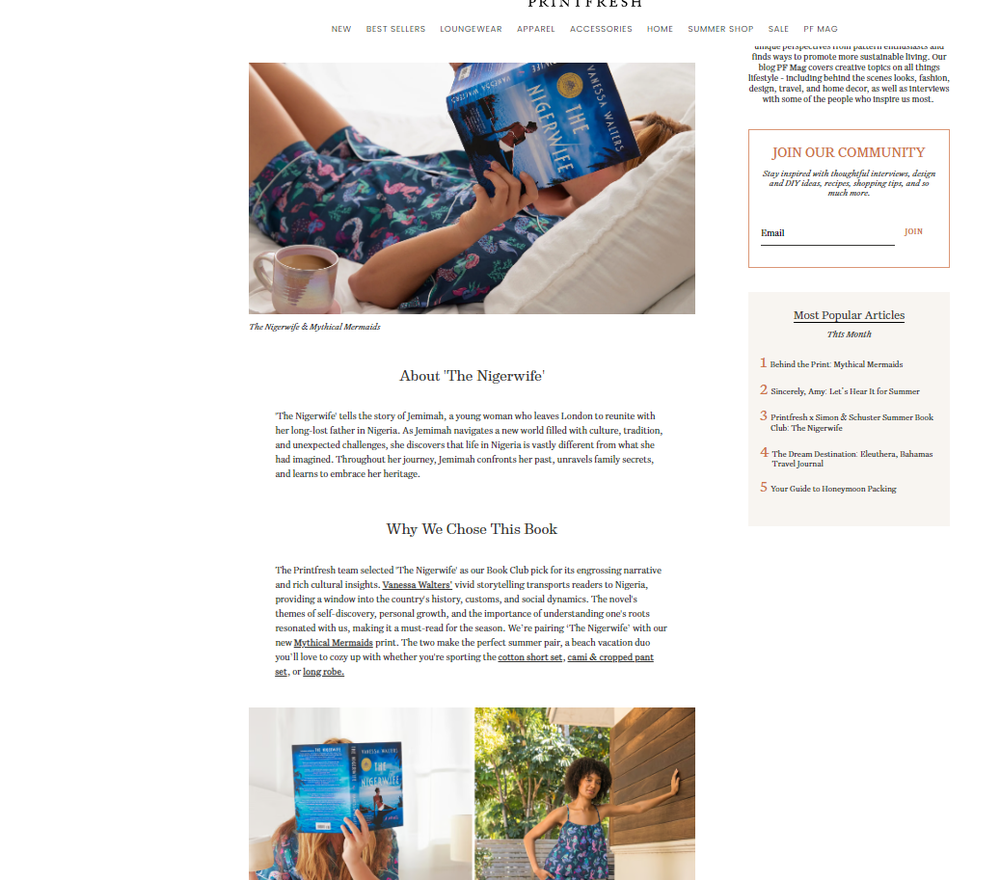 PRINTFRESH
NEW BEST SELLERS LOUNGEWEAR APPAREL ACCESSORIES HOME SUMMER SHOP SALE PF MAG
VANESSA WALTERS
THE
NIGERWIFE
VANESSA WALTERS
THE
NIGERWIFE
The Nigerwife & Mythical Mermaids
About 'The Nigerwife'
'The Nigerwife' tells the story of Jemimah, a young woman who leaves London to reunite with
her long-lost father in Nigeria. As Jemimah navigates a new world filled with culture, tradition,
and unexpected challenges, she discovers that life in Nigeria is vastly different from what she
had imagined. Throughout her journey, Jemimah confronts her past, unravels family secrets,
and learns to embrace her heritage.
Why We Chose This Book
The Printfresh team selected 'The Nigerwife' as our Book Club pick for its engrossing narrative
and rich cultural insights. Vanessa Walters' vivid storytelling transports readers to Nigeria,
providing a window into the country's history, customs, and social dynamics. The novel's
themes of self-discovery, personal growth, and the importance of understanding one's roots
resonated with us, making it a must-read for the season. We're pairing 'The Nigerwife' with our
new Mythical Mermaids print. The two make the perfect summer pair, a beach vacation duo
you'll love to cozy up with whether you're sporting the cotton short set, cami & cropped pant
set, or long robe.
VANESSA WALTERS
THE
NIGERWIFE
unique perspectives from pattern enthusiasts and
finds ways to promote more sustainable living. Our
blog PF Mag covers creative topics on all things
lifestyle - including behind the scenes looks, fashion,
design, travel, and home decor, as well as interviews
with some of the people who inspire us most.
JOIN OUR COMMUNITY
Stay inspired with thoughtful interviews, design
and DIY ideas, recipes, shopping tips, and so
much more.
Email JOIN
Most Popular Articles
This Month
1 Behind the Print: Mythical Mermaids
2 Sincerely, Amy: Let's Hear It for Summer
3 Printfresh x Simon & Schuster Summer Book
Club: The Nigerwife
4 The Dream Destination: Eleuthera, Bahamas
Travel Journal
5 Your Guide to Honeymoon Packing